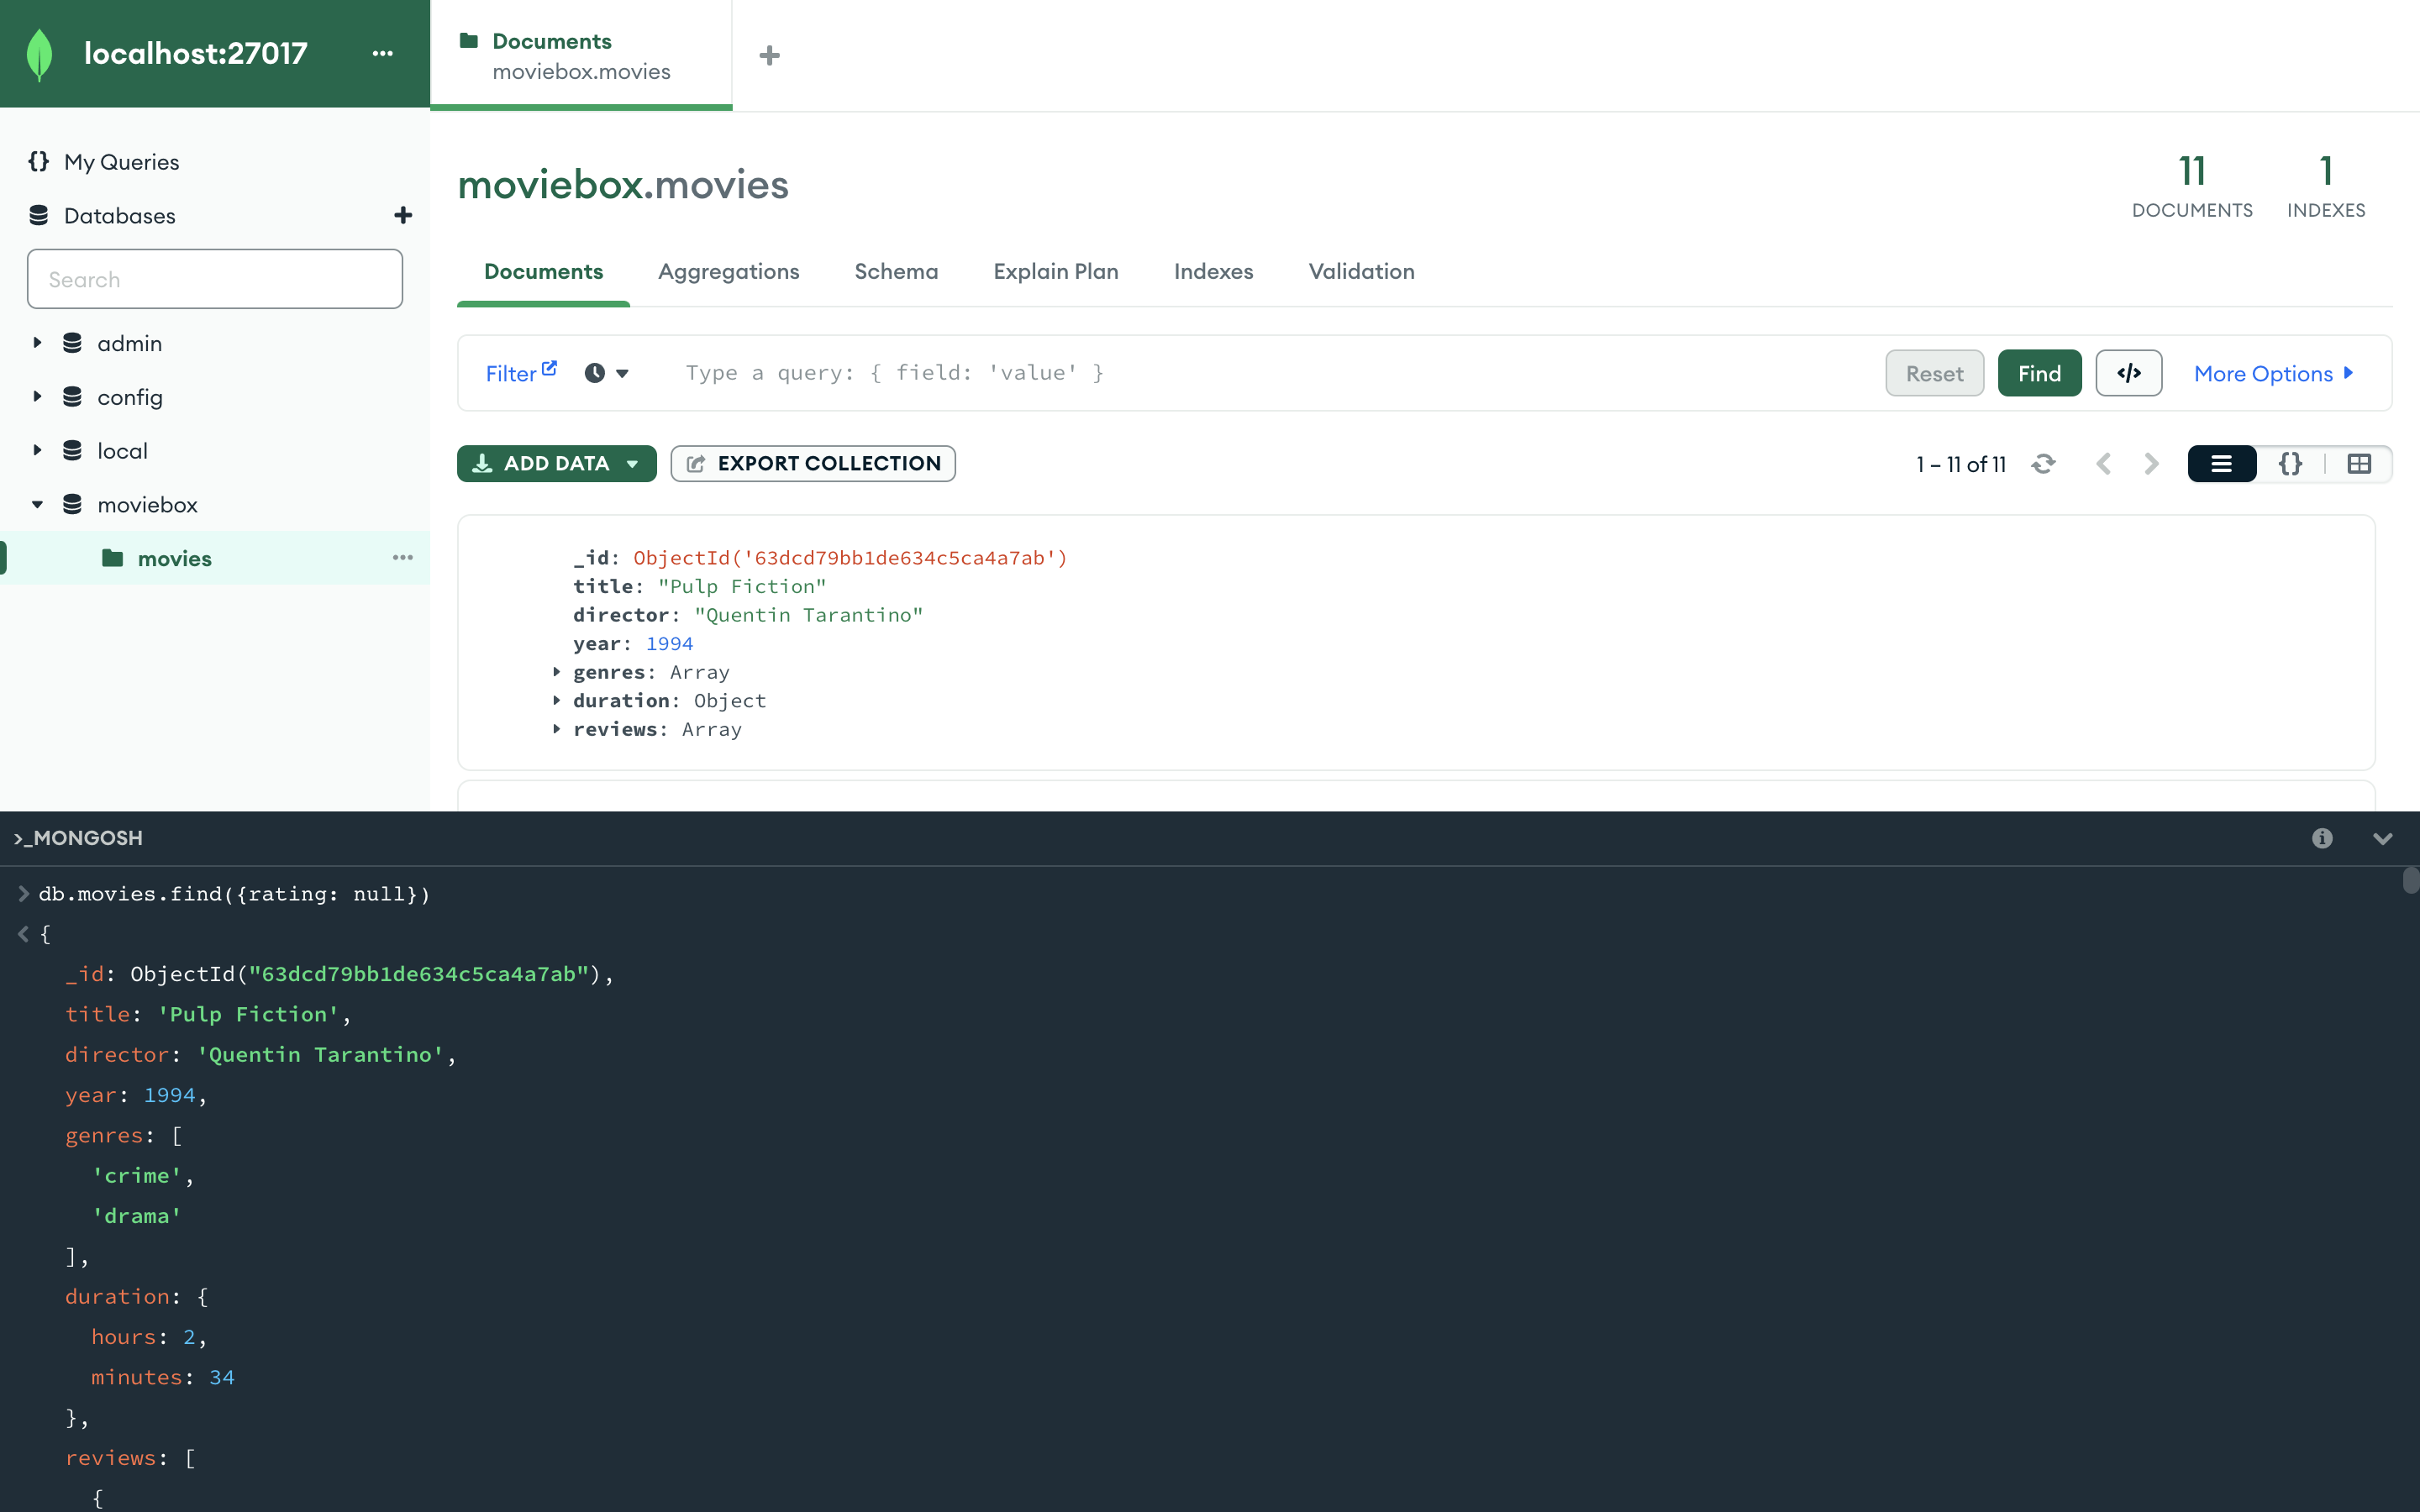 localhost:27017
Documents
moviebox.movies
My Queries
Databases
Search
admin
config
local
moviebox
movies
moviebox.movies
11
DOCUMENTS
1
INDEXES
Documents Aggregations Schema Explain Plan Indexes Validation
Filter Type a query: { field: 'value' } Reset Find </> More Options
ADD DATA EXPORT COLLECTION 1 – 11 of 11 {}
_id: ObjectId('63dcd79bb1de634c5ca4a7ab')
title: "Pulp Fiction"
director: "Quentin Tarantino"
year: 1994
genres: Array
duration: Object
reviews: Array
>_MONGOSH
> db.movies.find({rating: null})
< {
_id: ObjectId("63dcd79bb1de634c5ca4a7ab"),
title: 'Pulp Fiction',
director: 'Quentin Tarantino',
year: 1994,
genres: [
'crime',
'drama'
],
duration: {
hours: 2,
minutes: 34
},
reviews: [
{